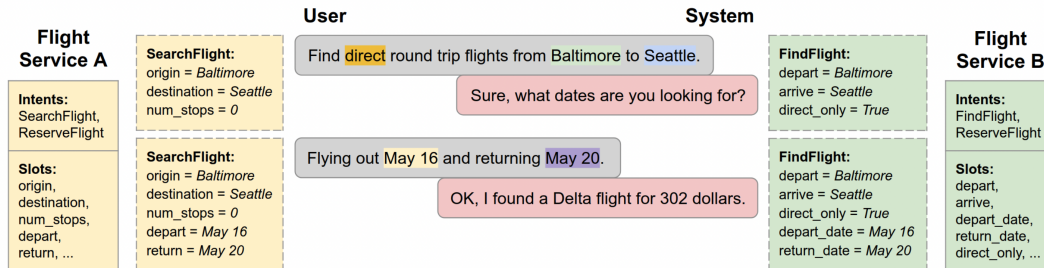 User
System
Flight
Service A
Intents:
SearchFlight,
ReserveFlight
Slots:
origin,
destination,
num_stops,
depart,
return, ...
SearchFlight:
origin = Baltimore
destination = Seattle
num_stops = 0
SearchFlight:
origin = Baltimore
destination = Seattle
num_stops = 0
depart = May 16
return = May 20
Find direct round trip flights from Baltimore to Seattle.
Sure, what dates are you looking for?
Flying out May 16 and returning May 20.
OK, I found a Delta flight for 302 dollars.
FindFlight:
depart = Baltimore
arrive = Seattle
direct_only = True
FindFlight:
depart = Baltimore
arrive = Seattle
direct_only = True
depart_date = May 16
return_date = May 20
Flight
Service B
Intents:
FindFlight,
ReserveFlight
Slots:
depart,
arrive,
depart_date,
return_date,
direct_only, ...